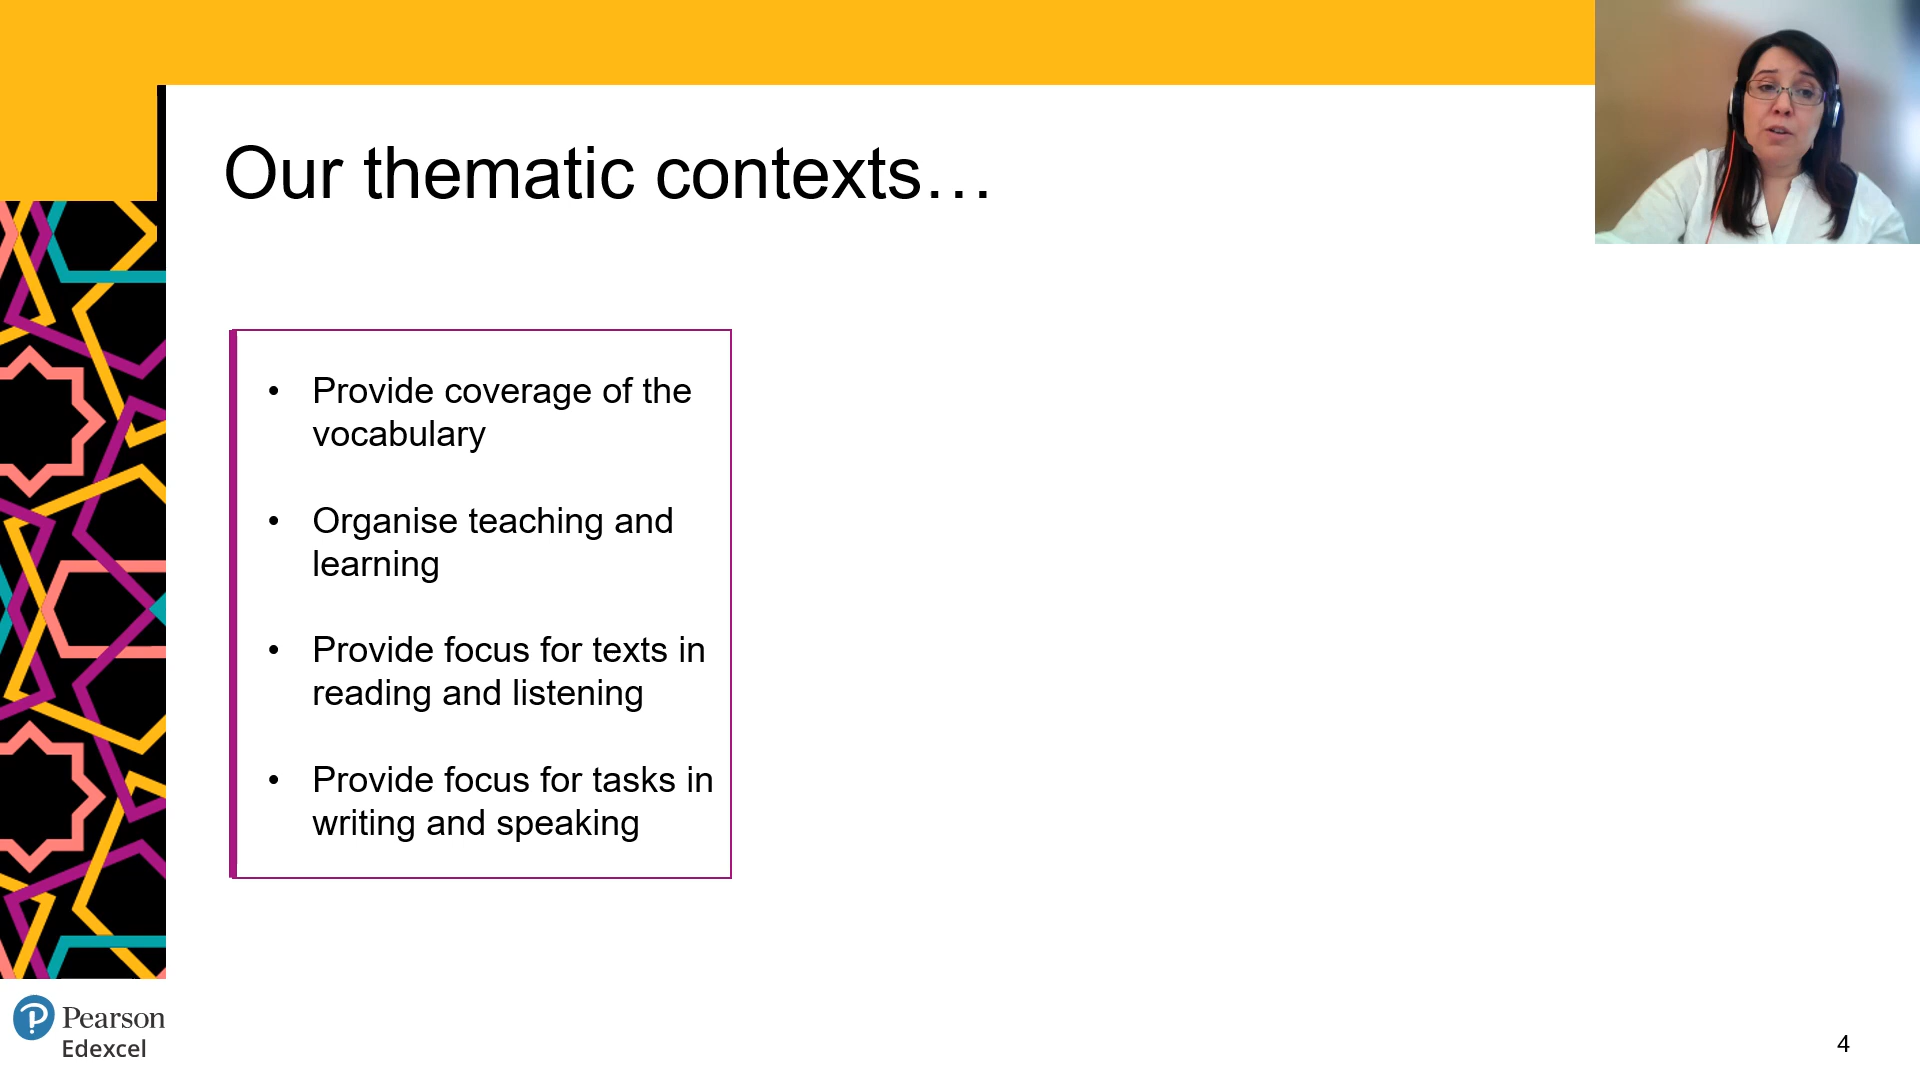 Our thematic contexts…
• Provide coverage of the
vocabulary
• Organise teaching and
learning
• Provide focus for texts in
reading and listening
• Provide focus for tasks in
writing and speaking
Pearson
Edexcel
4